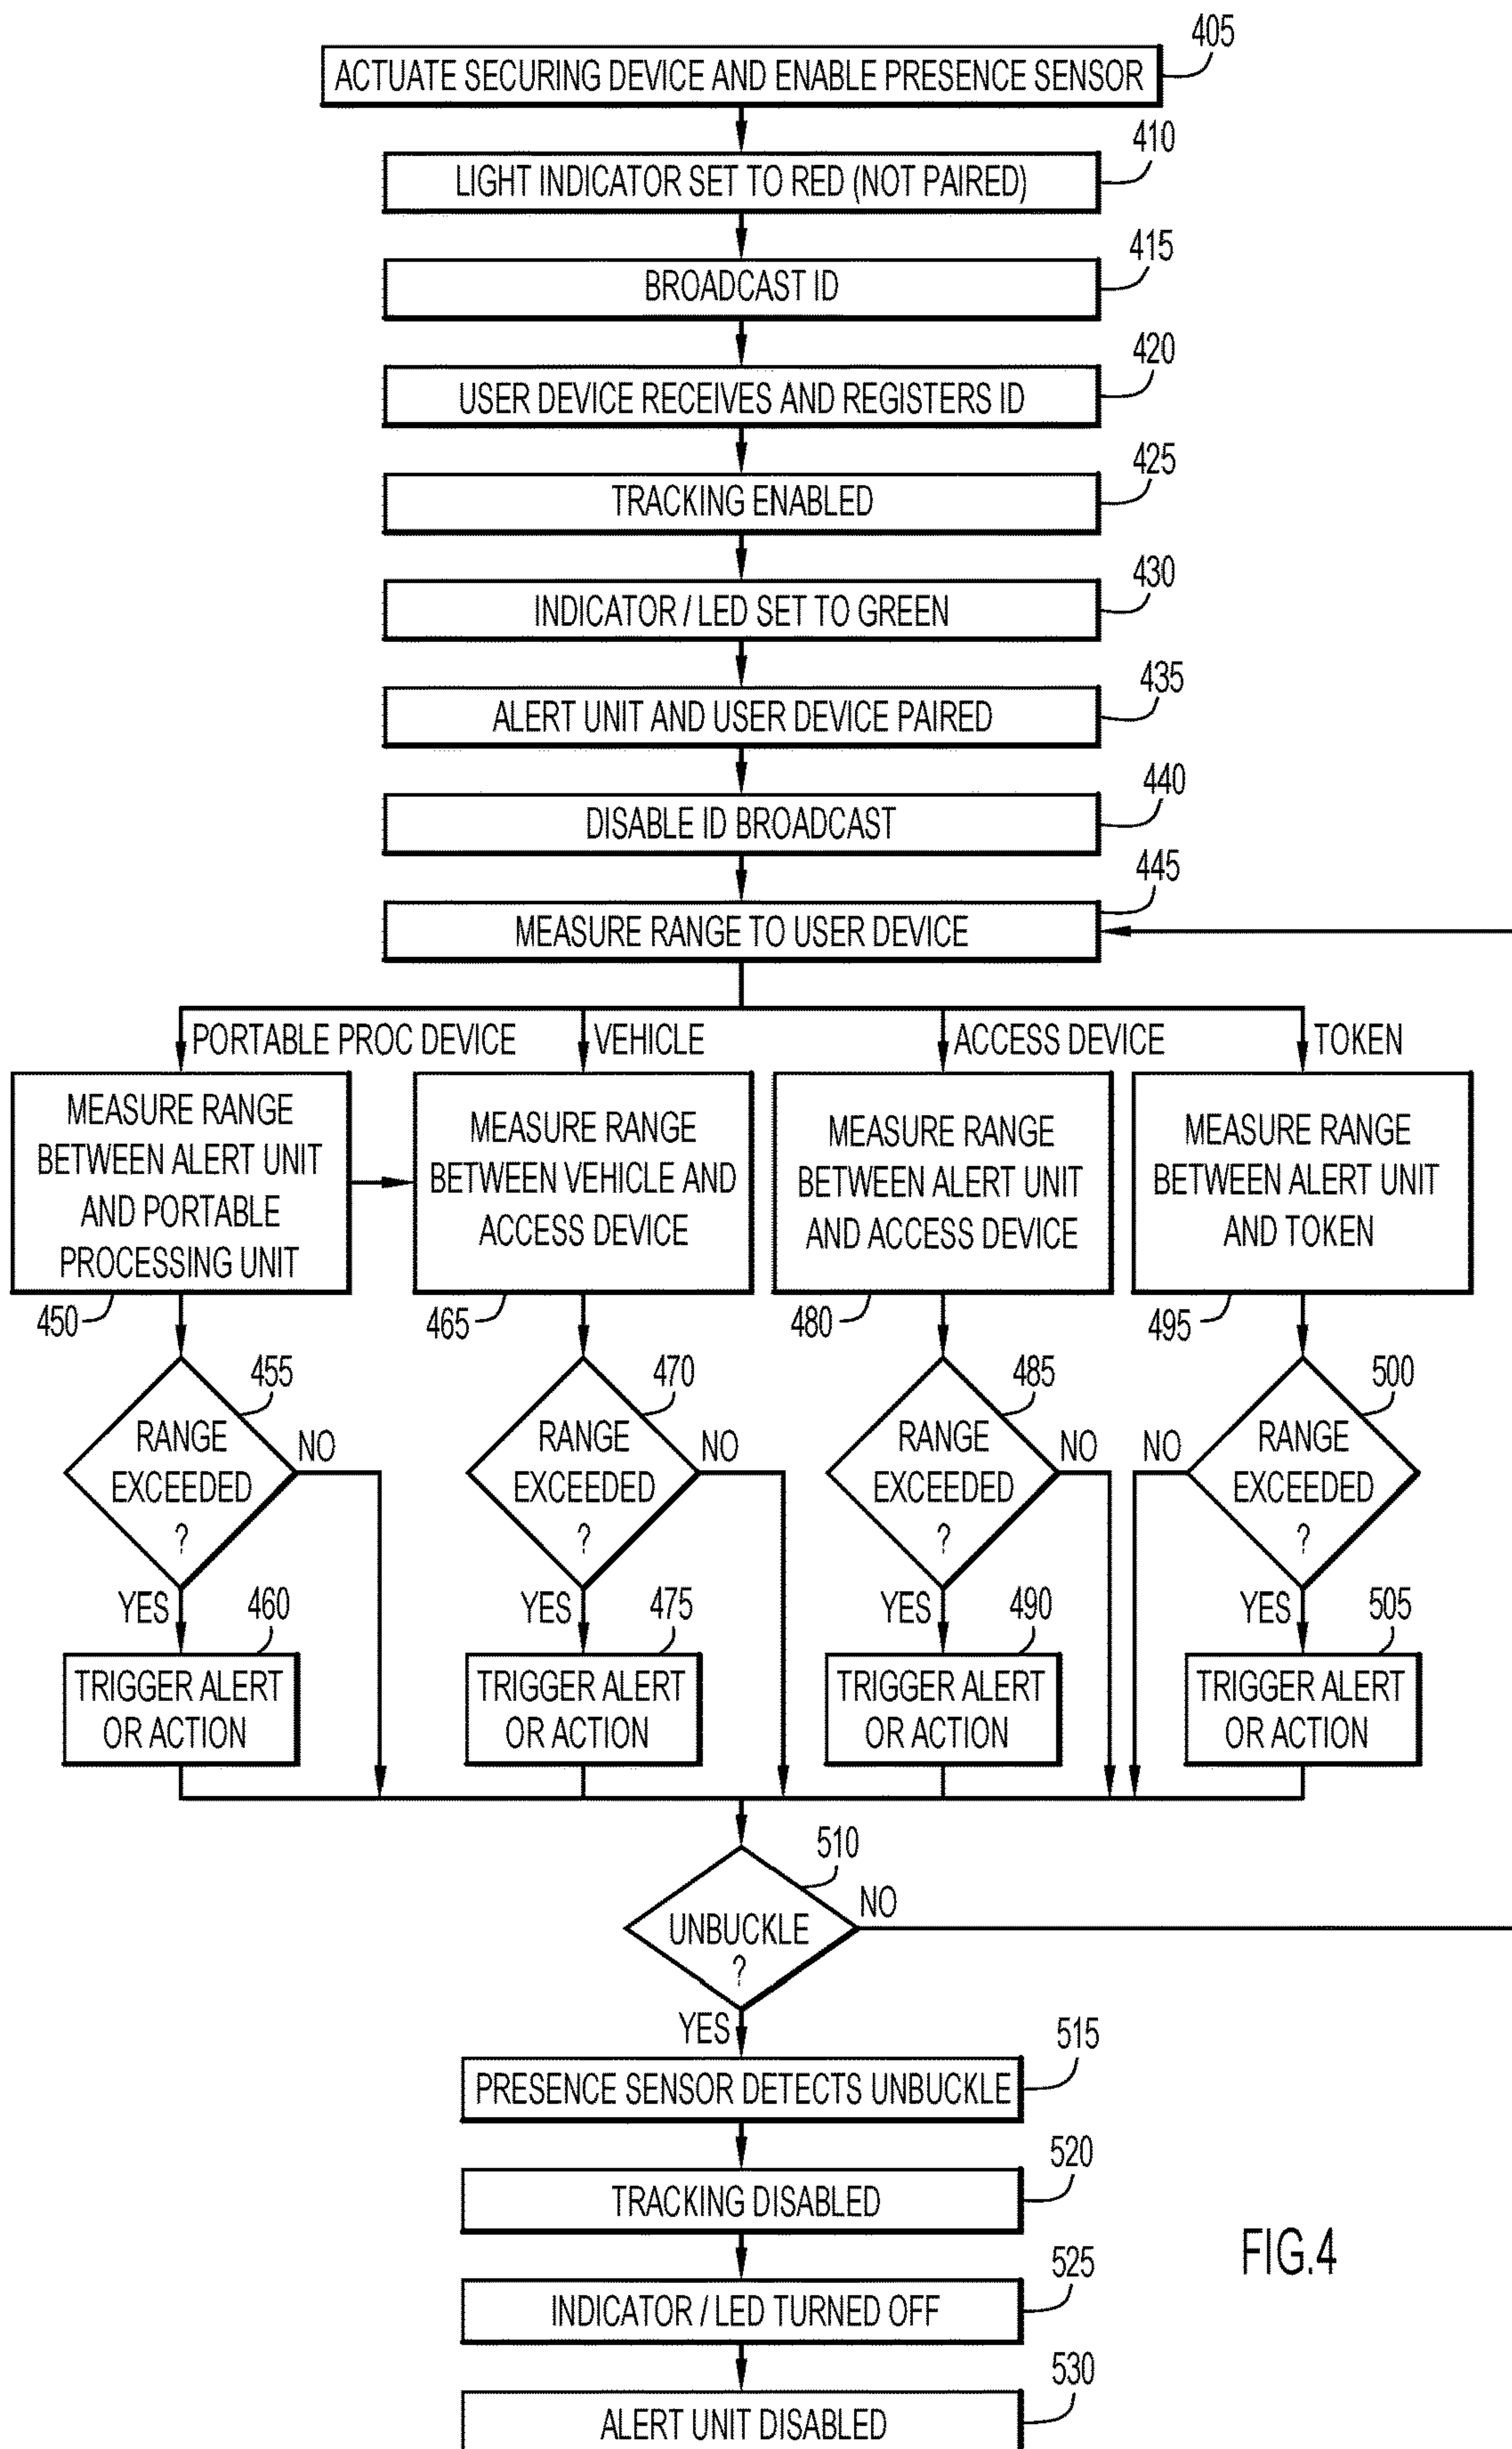 405
ACTUATE SECURING DEVICE AND ENABLE PRESENCE SENSOR
410
LIGHT INDICATOR SET TO RED (NOT PAIRED)
415
BROADCAST ID
420
USER DEVICE RECEIVES AND REGISTERS ID
425
TRACKING ENABLED
430
INDICATOR / LED SET TO GREEN
435
ALERT UNIT AND USER DEVICE PAIRED
440
DISABLE ID BROADCAST
445
MEASURE RANGE TO USER DEVICE
PORTABLE PROC DEVICE
VEHICLE
ACCESS DEVICE
TOKEN
MEASURE RANGE
BETWEEN ALERT UNIT
AND PORTABLE
PROCESSING UNIT
450
MEASURE RANGE
BETWEEN VEHICLE AND
ACCESS DEVICE
465
MEASURE RANGE
BETWEEN ALERT UNIT
AND ACCESS DEVICE
480
MEASURE RANGE
BETWEEN ALERT UNIT
AND TOKEN
495
455
RANGE
EXCEEDED
?
NO
YES
470
RANGE
EXCEEDED
?
NO
YES
485
RANGE
EXCEEDED
?
NO
YES
500
RANGE
EXCEEDED
?
NO
YES
460
TRIGGER ALERT
OR ACTION
475
TRIGGER ALERT
OR ACTION
490
TRIGGER ALERT
OR ACTION
505
TRIGGER ALERT
OR ACTION
510
UNBUCKLE
?
NO
YES
515
PRESENCE SENSOR DETECTS UNBUCKLE
520
TRACKING DISABLED
525
INDICATOR / LED TURNED OFF
530
ALERT UNIT DISABLED
FIG.4